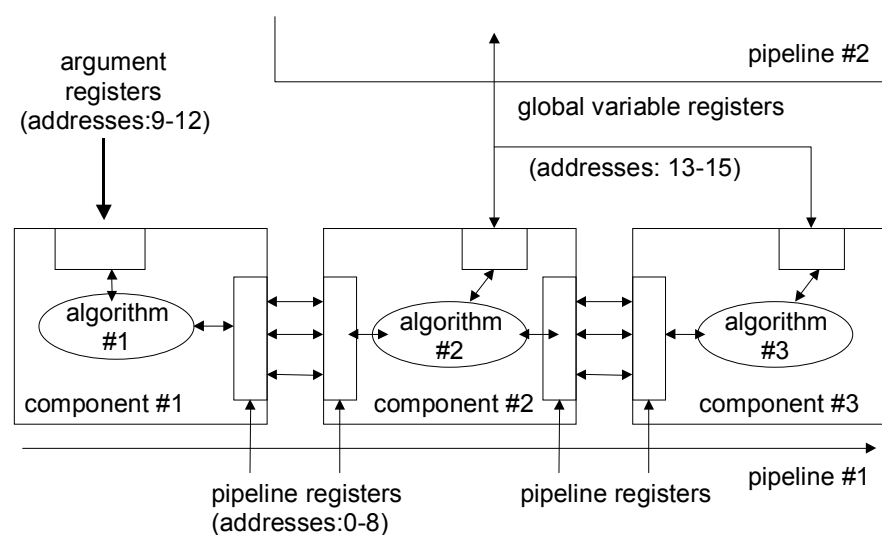 pipeline #2
argument
registers
(addresses:9-12)
global variable registers
(addresses: 13-15)
algorithm
#1
algorithm
#2
algorithm
#3
component #1
component #2
component #3
pipeline #1
pipeline registers
(addresses:0-8)
pipeline registers